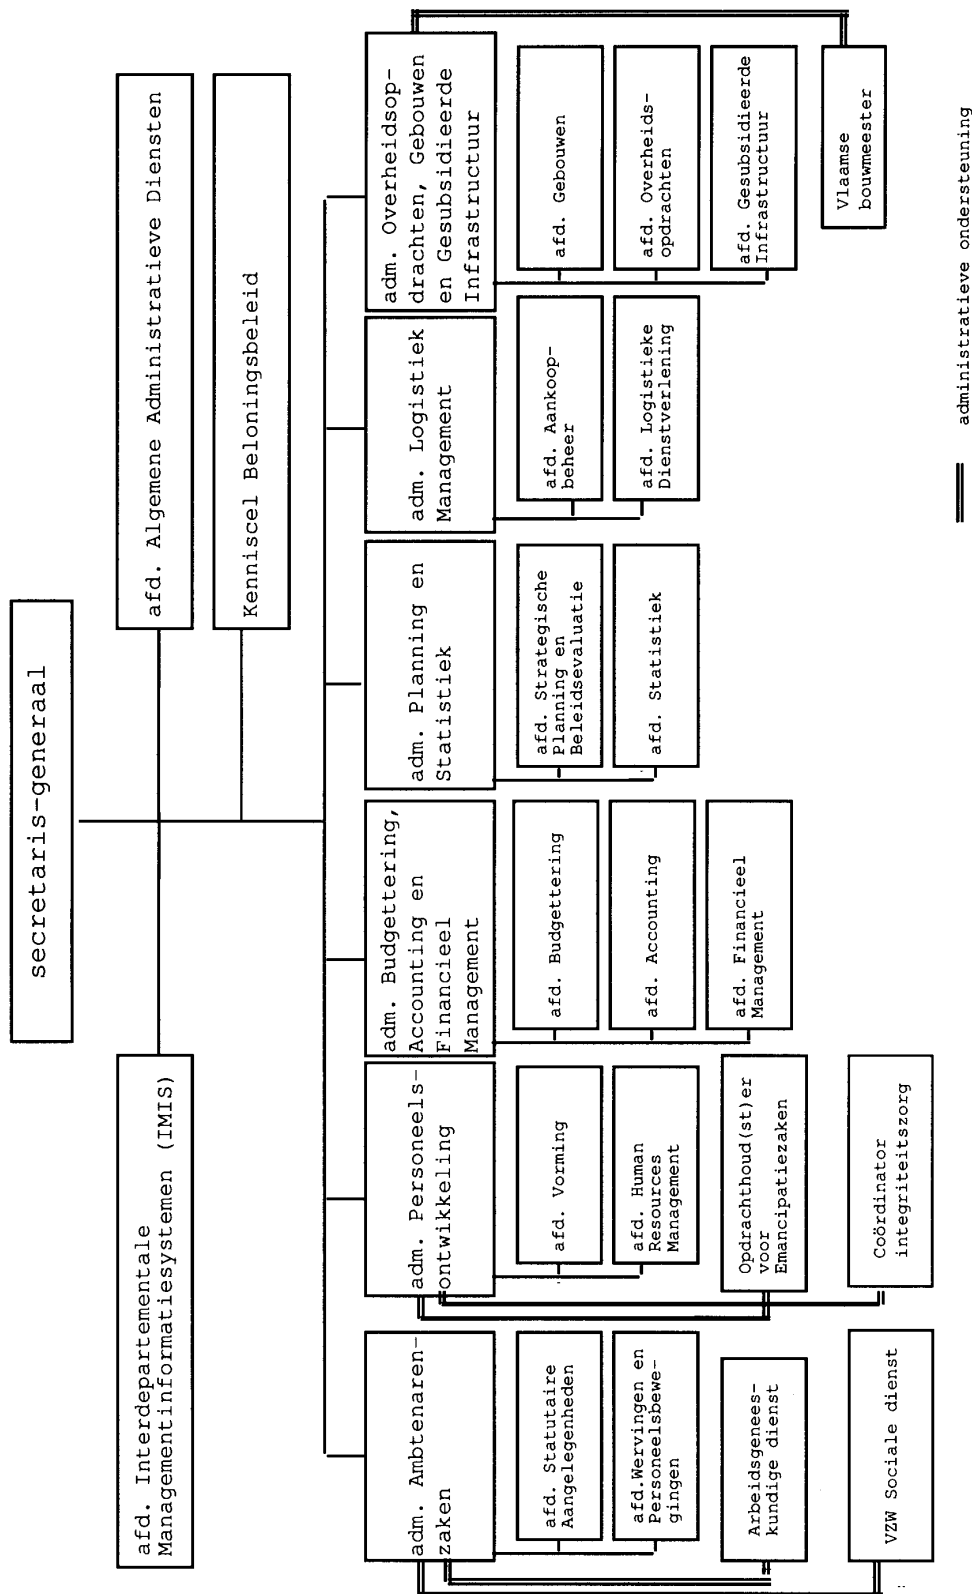 secretaris-generaal
afd. Interdepartementale
Managementinformatiesystemen (IMIS)
afd. Algemene Administratieve Diensten
Kenniscel Beloningsbeleid
adm. Ambtenaren-
zaken
afd. Statutaire
Aangelegenheden
afd.Wervingen en
Personeelsbewe-
gingen
Arbeidsgenees-
kundige dienst
VZW Sociale dienst
adm. Personeels-
ontwikkeling
afd. Vorming
afd. Human
Resources
Management
Opdrachthoud(st)er
voor
Emancipatiezaken
Coördinator
integriteitszorg
adm. Budgettering,
Accounting en
Financieel
Management
afd. Budgettering
afd. Accounting
afd. Financieel
Management
adm. Planning en
Statistiek
afd. Strategische
Planning en
Beleidsevaluatie
afd. Statistiek
adm. Logistiek
Management
afd. Aankoop-
beheer
afd. Logistieke
Dienstverlening
adm. Overheidsop-
drachten, Gebouwen
en Gesubsidieerde
Infrastructuur
afd. Gebouwen
afd. Overheids-
opdrachten
afd. Gesubsidieerde
Infrastructuur
Vlaamse
bouwmeester
administratieve ondersteuning